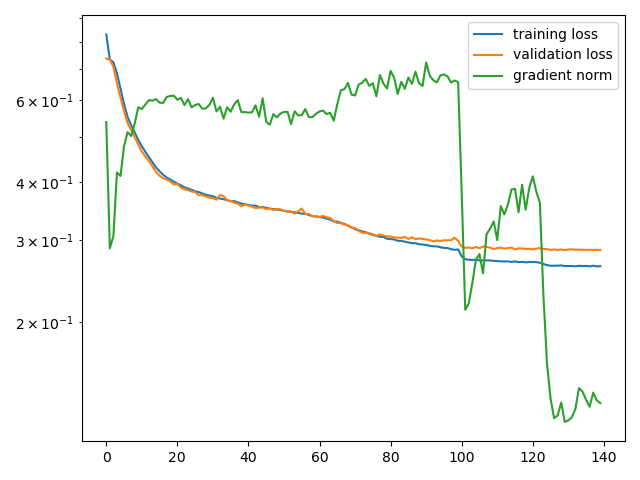 training loss
validation loss
gradient norm
6 × 10⁻¹
4 × 10⁻¹
3 × 10⁻¹
2 × 10⁻¹
0 20 40 60 80 100 120 140